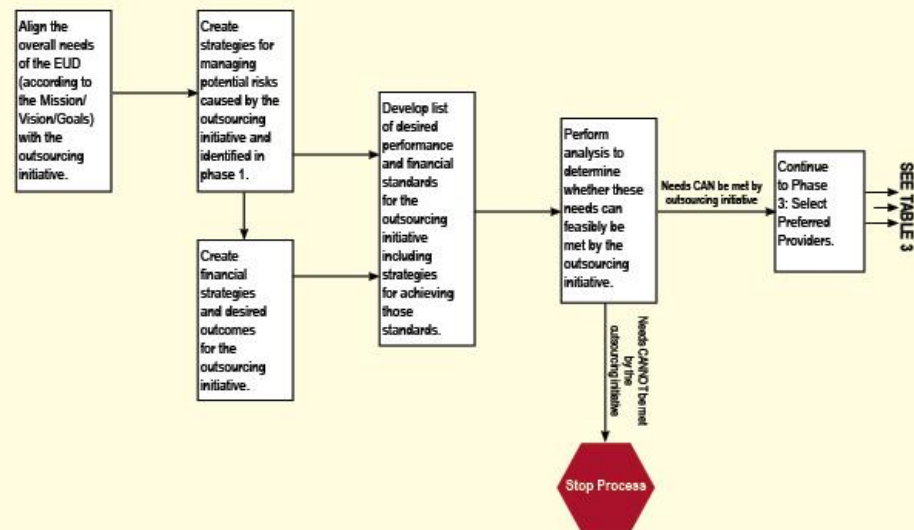 Align the
overall needs
of the EUD
(according to
the Mission/
Vision/Goals)
with the
outsourcing
initiative.
Create
strategies for
managing
potential risks
caused by the
outsourcing
initiative and
identified in
phase 1.
Create
financial
strategies
and desired
outcomes
for the
outsourcing
initiative.
Develop list
of desired
performance
and financial
standards
for the
outsourcing
initiative
including
strategies
for achieving
those
standards.
Perform
analysis to
determine
whether these
needs can
feasibly be
met by the
outsourcing
initiative.
Needs CAN be met by
outsourcing initiative
Needs CANNOT be met
by the
outsourcing initiative
Stop Process
Continue
to Phase
3: Select
Preferred
Providers.
SEE TABLE 3